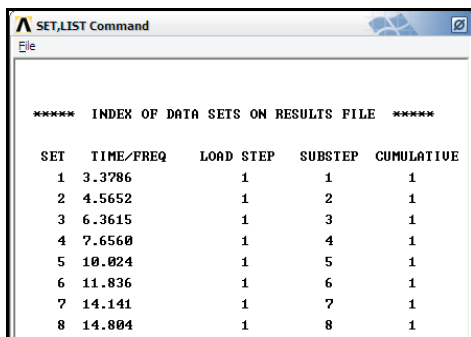 SET,LIST Command
File
***** INDEX OF DATA SETS ON RESULTS FILE *****
SET TIME/FREQ LOAD STEP SUBSTEP CUMULATIVE
1 3.3786 1 1 1
2 4.5652 1 2 1
3 6.3615 1 3 1
4 7.6560 1 4 1
5 10.024 1 5 1
6 11.836 1 6 1
7 14.141 1 7 1
8 14.804 1 8 1